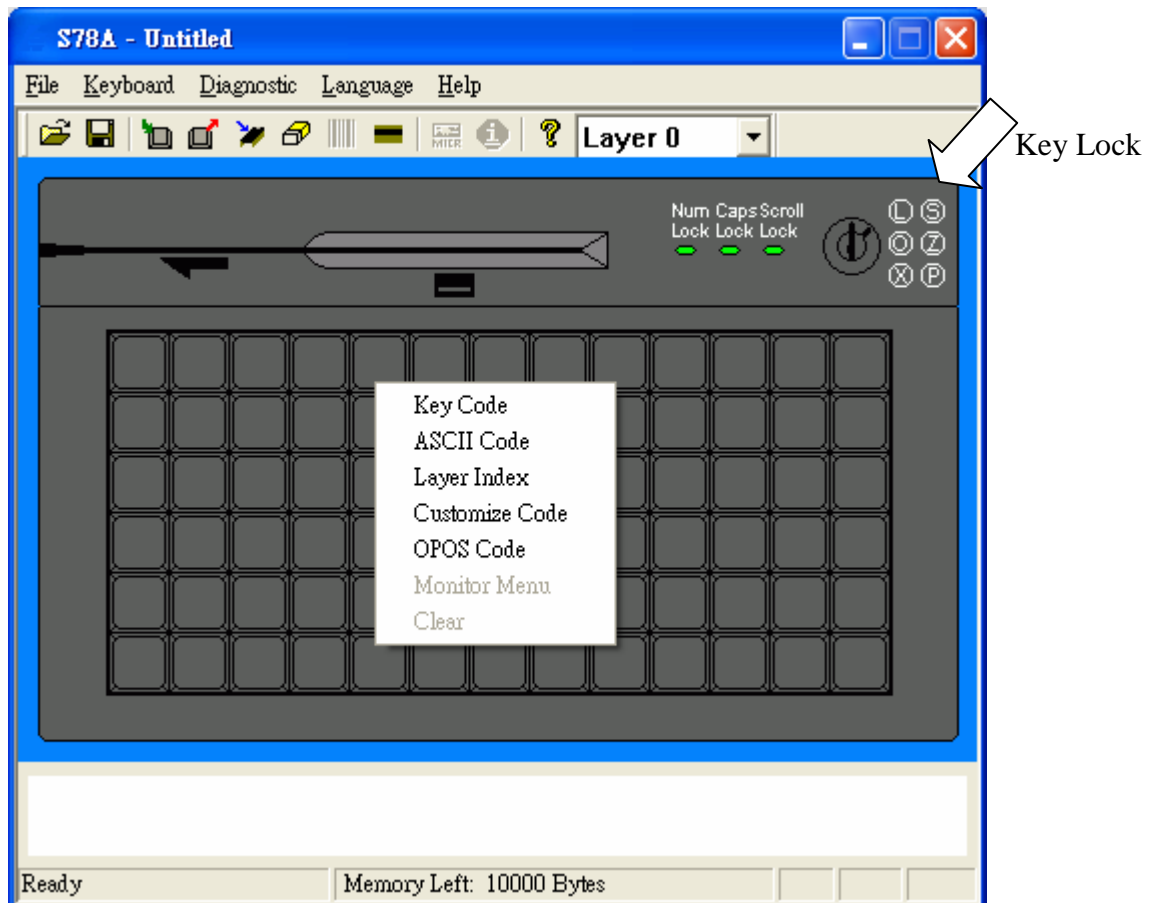 S78A - Untitled
File Keyboard Diagnostic Language Help
MICR
Layer 0
Key Lock
Num Caps Scroll
Lock Lock Lock
L S
O Z
X P
Key Code
ASCII Code
Layer Index
Customize Code
OPOS Code
Monitor Menu
Clear
Ready
Memory Left: 10000 Bytes